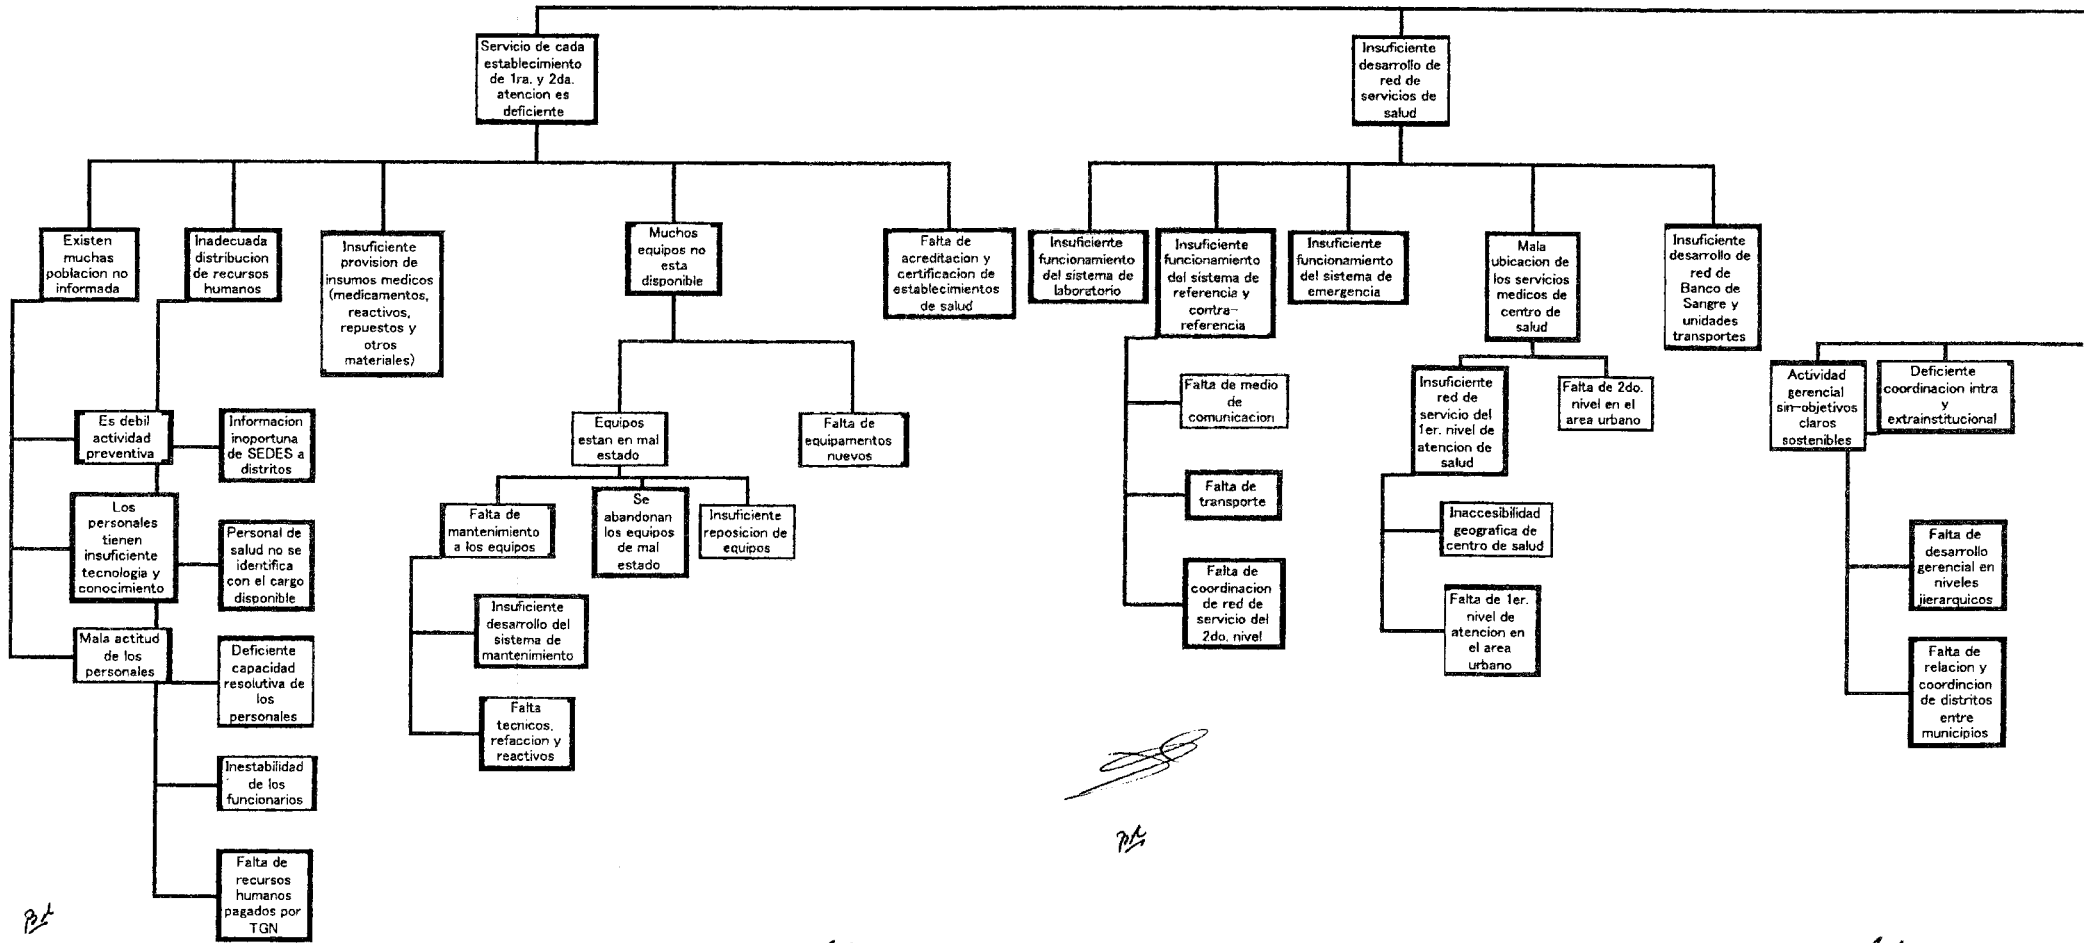 Servicio de cada
establecimiento
de 1ra. y 2da.
atencion es
deficiente
Insuficiente
desarrollo de
red de
servicios de
salud
Existen
muchas
poblacion no
informada
Inadecuada
distribucion
de recursos
humanos
Insuficiente
provision de
insumos medicos
(medicamentos,
reactivos,
repuestos y
otros
materiales)
Muchos
equipos no
esta
disponible
Falta de
acreditacion y
certificacion de
establecimientos
de salud
Insuficiente
funcionamiento
del sistema de
laboratorio
Insuficiente
funcionamiento
del sistema de
referencia y
contra-
referencia
Insuficiente
funcionamiento
del sistema de
emergencia
Mala
ubicacion de
los servicios
medicos de
centro de
salud
Insuficiente
desarrollo de
red de
Banco de
Sangre y
unidades
transportes
Es debil
actividad
preventiva
Informacion
inoportuna
de SEDES a
distritos
Los
personales
tienen
insuficiente
tecnologia y
conocimiento
Personal de
salud no se
identifica
con el cargo
disponible
Mala actitud
de los
personales
Deficiente
capacidad
resolutiva de
los
personales
Inestabilidad
de los
funcionarios
Falta de
recursos
humanos
pagados por
TGN
Equipos
estan en mal
estado
Falta de
equipamentos
nuevos
Falta de
mantenimiento
a los equipos
Se
abandonan
los equipos
de mal
estado
Insuficiente
reposicion de
equipos
Insuficiente
desarrollo del
sistema de
mantenimiento
Falta
tecnicos,
refaccion y
reactivos
Falta de medio
de
comunicacion
Falta de
transporte
Falta de
coordinacion
de red de
servicio del
2do. nivel
Insuficiente
red de
servicio del
1er. nivel de
atencion de
salud
Falta de 2do.
nivel en el
area urbano
Inaccesibilidad
geografica de
centro de salud
Falta de 1er.
nivel de
atencion en
el area
urbano
Actividad
gerencial
sin-objetivos
claros
sostenibles
Deficiente
coordinacion intra
y
extrainstitucional
Falta de
desarrollo
gerencial en
niveles
jierarquicos
Falta de
relacion y
coordincion
de distritos
entre
municipios